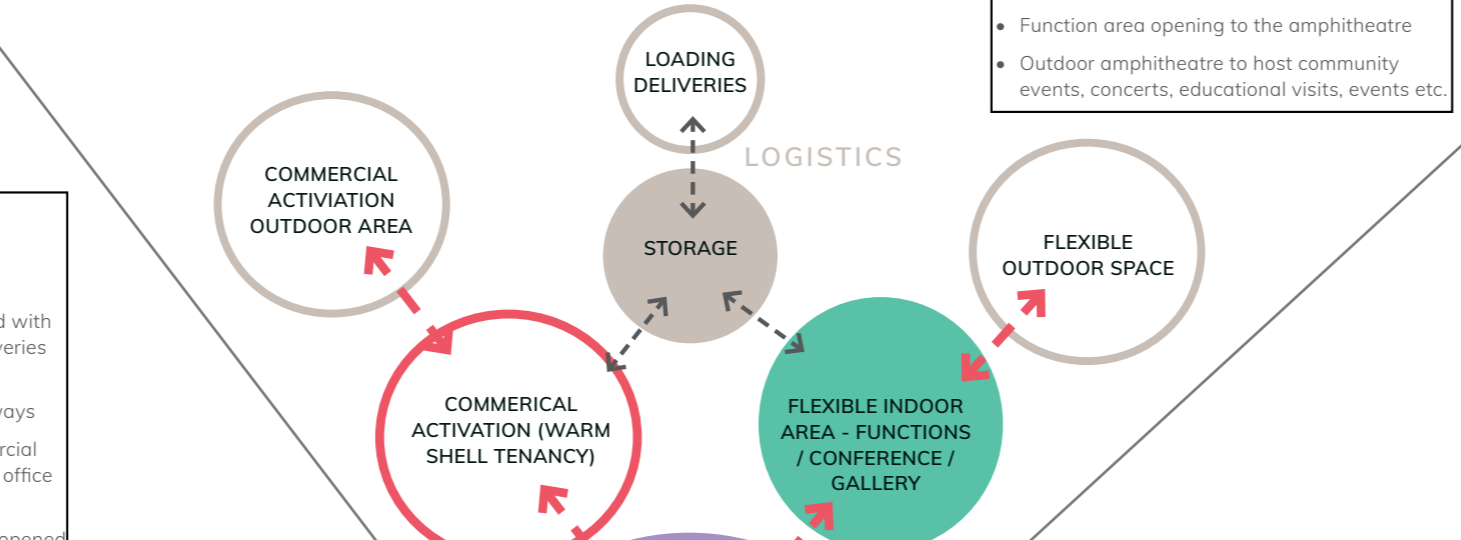 Function area opening to the amphitheatre
Outdoor amphitheatre to host community
events, concerts, educational visits, events etc.
LOADING
DELIVERIES
LOGISTICS
COMMERCIAL
ACTIVIATION
OUTDOOR AREA
STORAGE
FLEXIBLE
OUTDOOR SPACE
d with
veries
ways
rcial
office
opened
COMMERICAL
ACTIVATION (WARM
SHELL TENANCY)
FLEXIBLE INDOOR
AREA - FUNCTIONS
/ CONFERENCE /
GALLERY